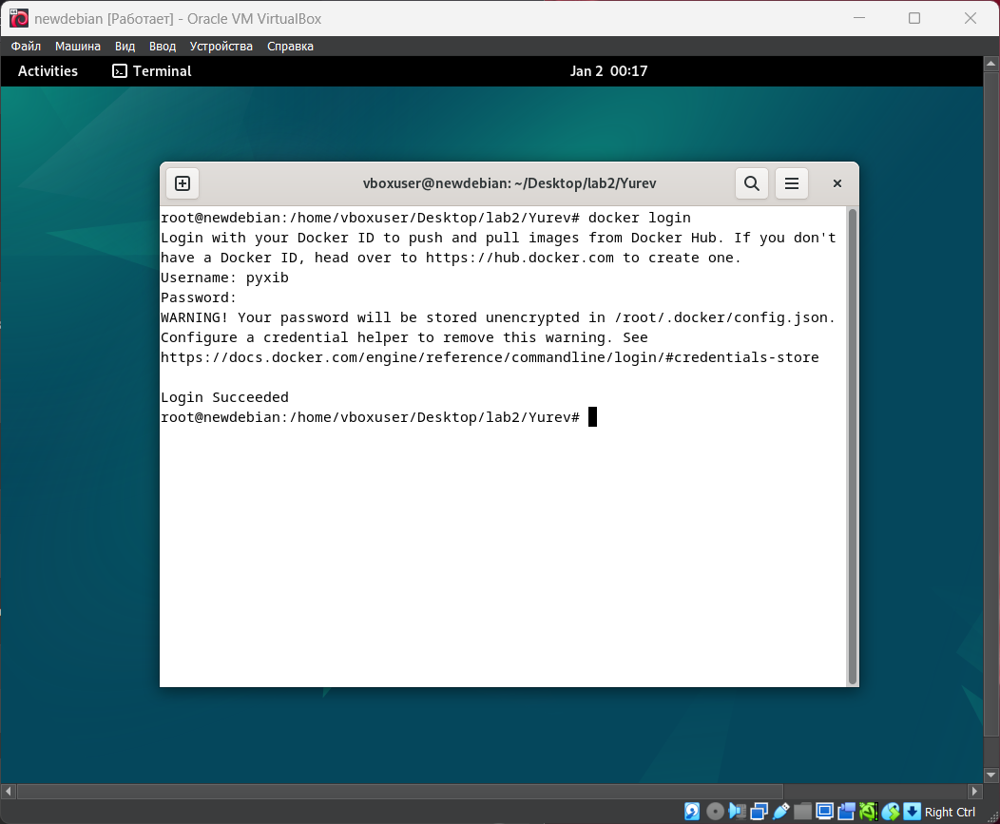 newdebian [Работает] - Oracle VM VirtualBox
Файл Машина Вид Ввод Устройства Справка
Activities Terminal Jan 2 00:17
vboxuser@newdebian: ~/Desktop/lab2/Yurev
root@newdebian:/home/vboxuser/Desktop/lab2/Yurev# docker login
Login with your Docker ID to push and pull images from Docker Hub. If you don't
have a Docker ID, head over to https://hub.docker.com to create one.
Username: pyxib
Password:
WARNING! Your password will be stored unencrypted in /root/.docker/config.json.
Configure a credential helper to remove this warning. See
https://docs.docker.com/engine/reference/commandline/login/#credentials-store
Login Succeeded
root@newdebian:/home/vboxuser/Desktop/lab2/Yurev#
Right Ctrl